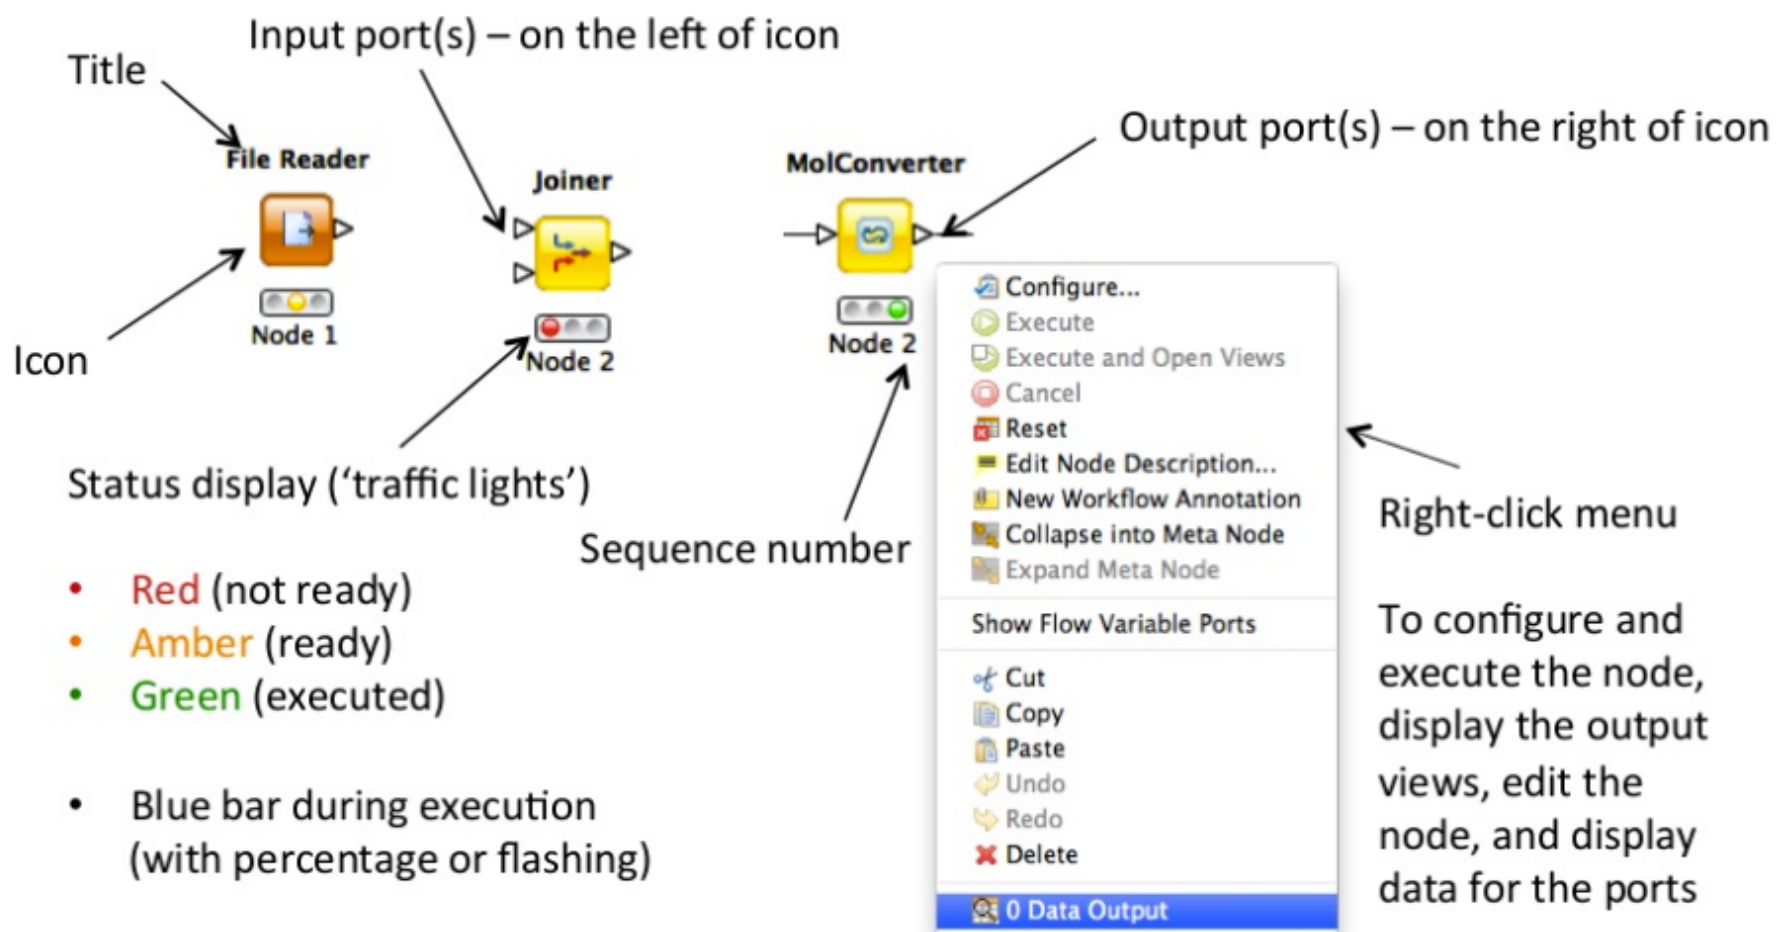 Input port(s) – on the left of icon
Title
Output port(s) – on the right of icon
File Reader
Joiner
MolConverter
Node 1
Node 2
Node 2
Icon
Status display (‘traffic lights’)
Sequence number
• Red (not ready)
• Amber (ready)
• Green (executed)
• Blue bar during execution
(with percentage or flashing)
Configure...
Execute
Execute and Open Views
Cancel
Reset
Edit Node Description...
New Workflow Annotation
Collapse into Meta Node
Expand Meta Node
Show Flow Variable Ports
Cut
Copy
Paste
Undo
Redo
Delete
0 Data Output
Right-click menu
To configure and
execute the node,
display the output
views, edit the
node, and display
data for the ports